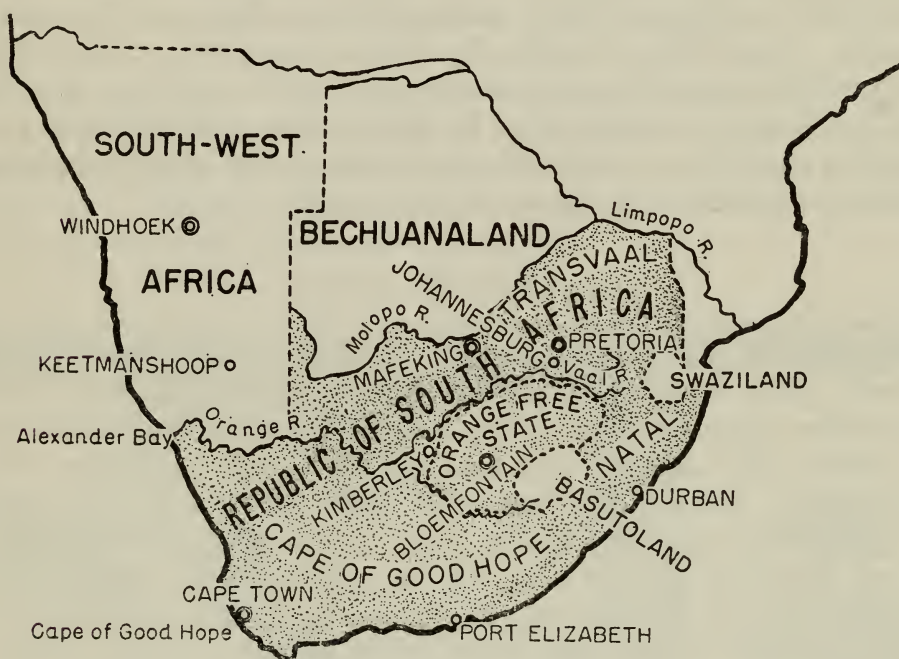 SOUTH-WEST
AFRICA
WINDHOEK
BECHUANALAND
Limpopo R.
TRANSVAAL
JOHANNESBURG
Molopo R.
MAFEKING
PRETORIA
Vaal R.
KEETMANSHOOP
SWAZILAND
Orange R
Alexander Bay
REPUBLIC OF SOUTH AFRICA
ORANGE FREE
STATE
NATAL
KIMBERLEY
BLOEMFONTAIN
BASUTOLAND
DURBAN
CAPE OF GOOD HOPE
CAPE TOWN
Cape of Good Hope
PORT ELIZABETH